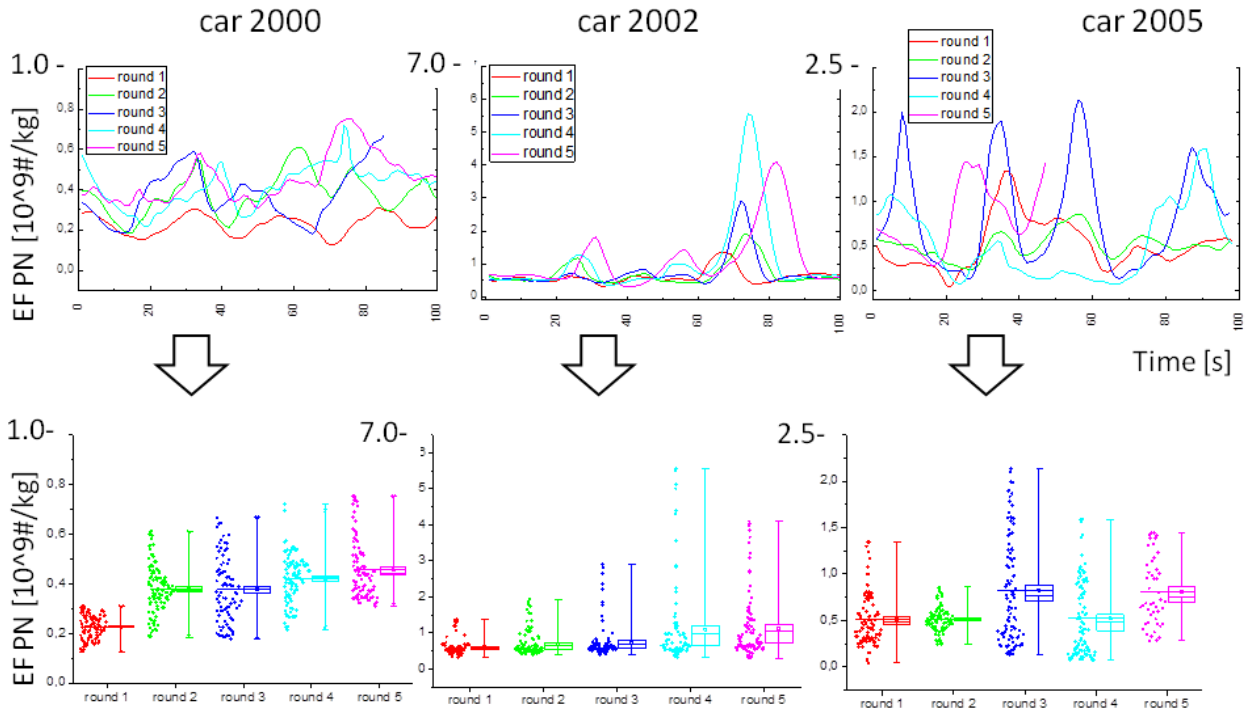 car 2000
car 2002
car 2005
EF PN [10^9#/kg]
1.0 -
0,8
0,6
0,4
0,2
0,0
round 1
round 2
round 3
round 4
round 5
0
20
40
60
80
100
7.0 -
6
5
4
3
2
1
0
round 1
round 2
round 3
round 4
round 5
0
20
40
60
80
100
2.5 -
2,0
1,5
1,0
0,5
0,0
round 1
round 2
round 3
round 4
round 5
0
20
40
60
80
100
Time [s]
EF PN [10^9#/kg]
1.0-
0,8
0,6
0,4
0,2
0,0
round 1
round 2
round 3
round 4
round 5
7.0-
5
4
3
2
1
0
round 1
round 2
round 3
round 4
round 5
2.5-
2,0
1,5
1,0
0,5
0,0
round 1
round 2
round 3
round 4
round 5